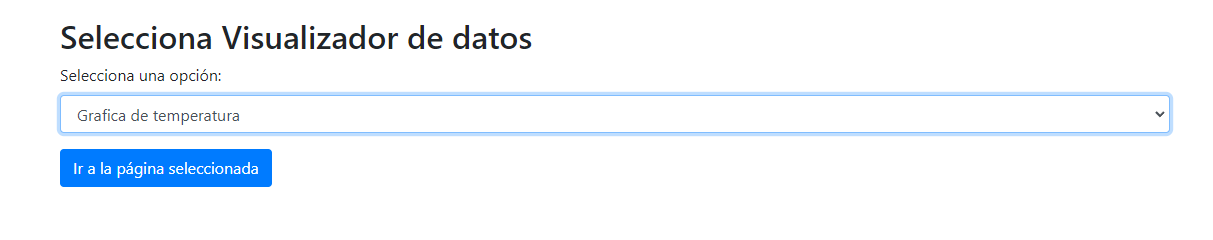 Selecciona Visualizador de datos
Selecciona una opción:
Grafica de temperatura
Ir a la página seleccionada